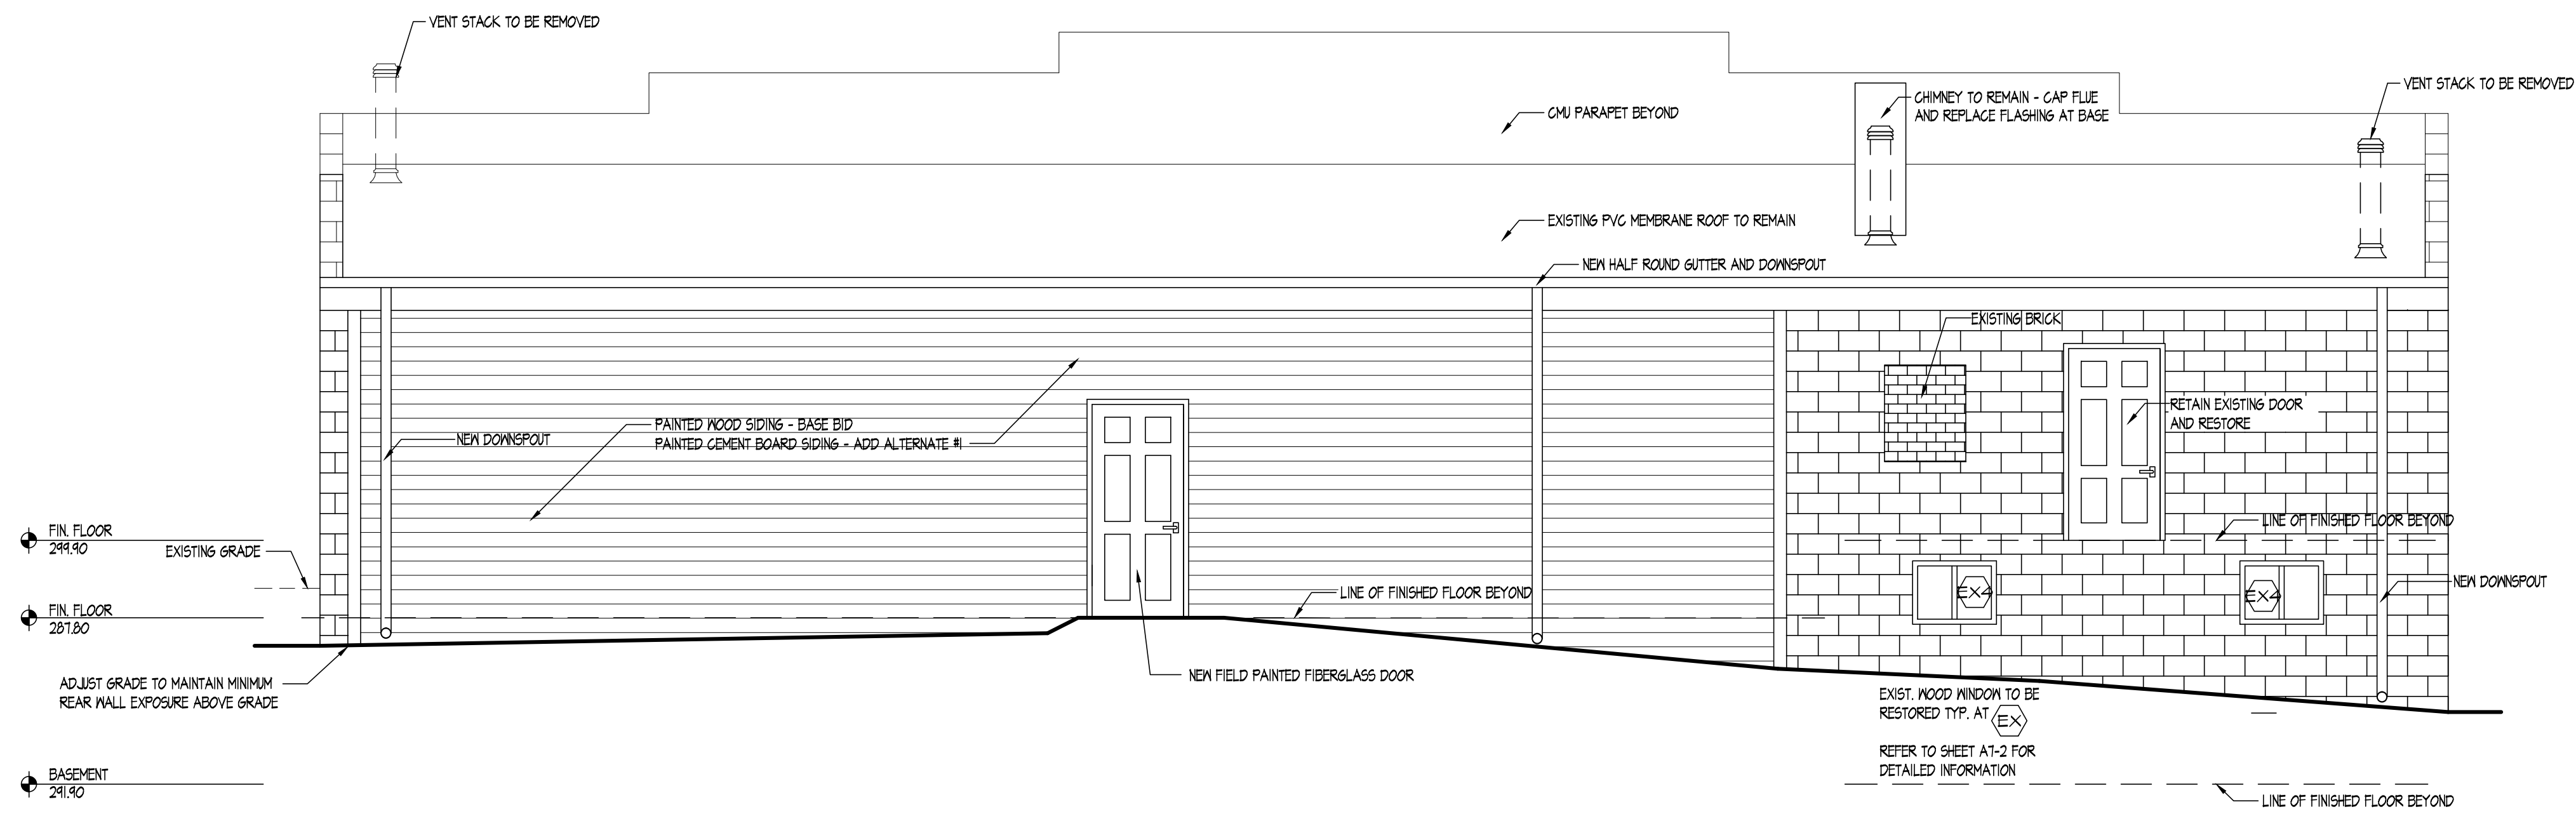 VENT STACK TO BE REMOVED
VENT STACK TO BE REMOVED
CHIMNEY TO REMAIN - CAP FLUE
AND REPLACE FLASHING AT BASE
CMU PARAPET BEYOND
EXISTING PVC MEMBRANE ROOF TO REMAIN
NEW HALF ROUND GUTTER AND DOWNSPOUT
EXISTING BRICK
RETAIN EXISTING DOOR
AND RESTORE
PAINTED WOOD SIDING - BASE BID
PAINTED CEMENT BOARD SIDING - ADD ALTERNATE #1
NEW DOWNSPOUT
LINE OF FINISHED FLOOR BEYOND
FIN. FLOOR
299.90
EXISTING GRADE
NEW DOWNSPOUT
LINE OF FINISHED FLOOR BEYOND
EX4
EX4
FIN. FLOOR
287.80
NEW FIELD PAINTED FIBERGLASS DOOR
ADJUST GRADE TO MAINTAIN MINIMUM
REAR WALL EXPOSURE ABOVE GRADE
EXIST. WOOD WINDOW TO BE
RESTORED TYP. AT EX
REFER TO SHEET A7-2 FOR
DETAILED INFORMATION
BASEMENT
291.90
LINE OF FINISHED FLOOR BEYOND